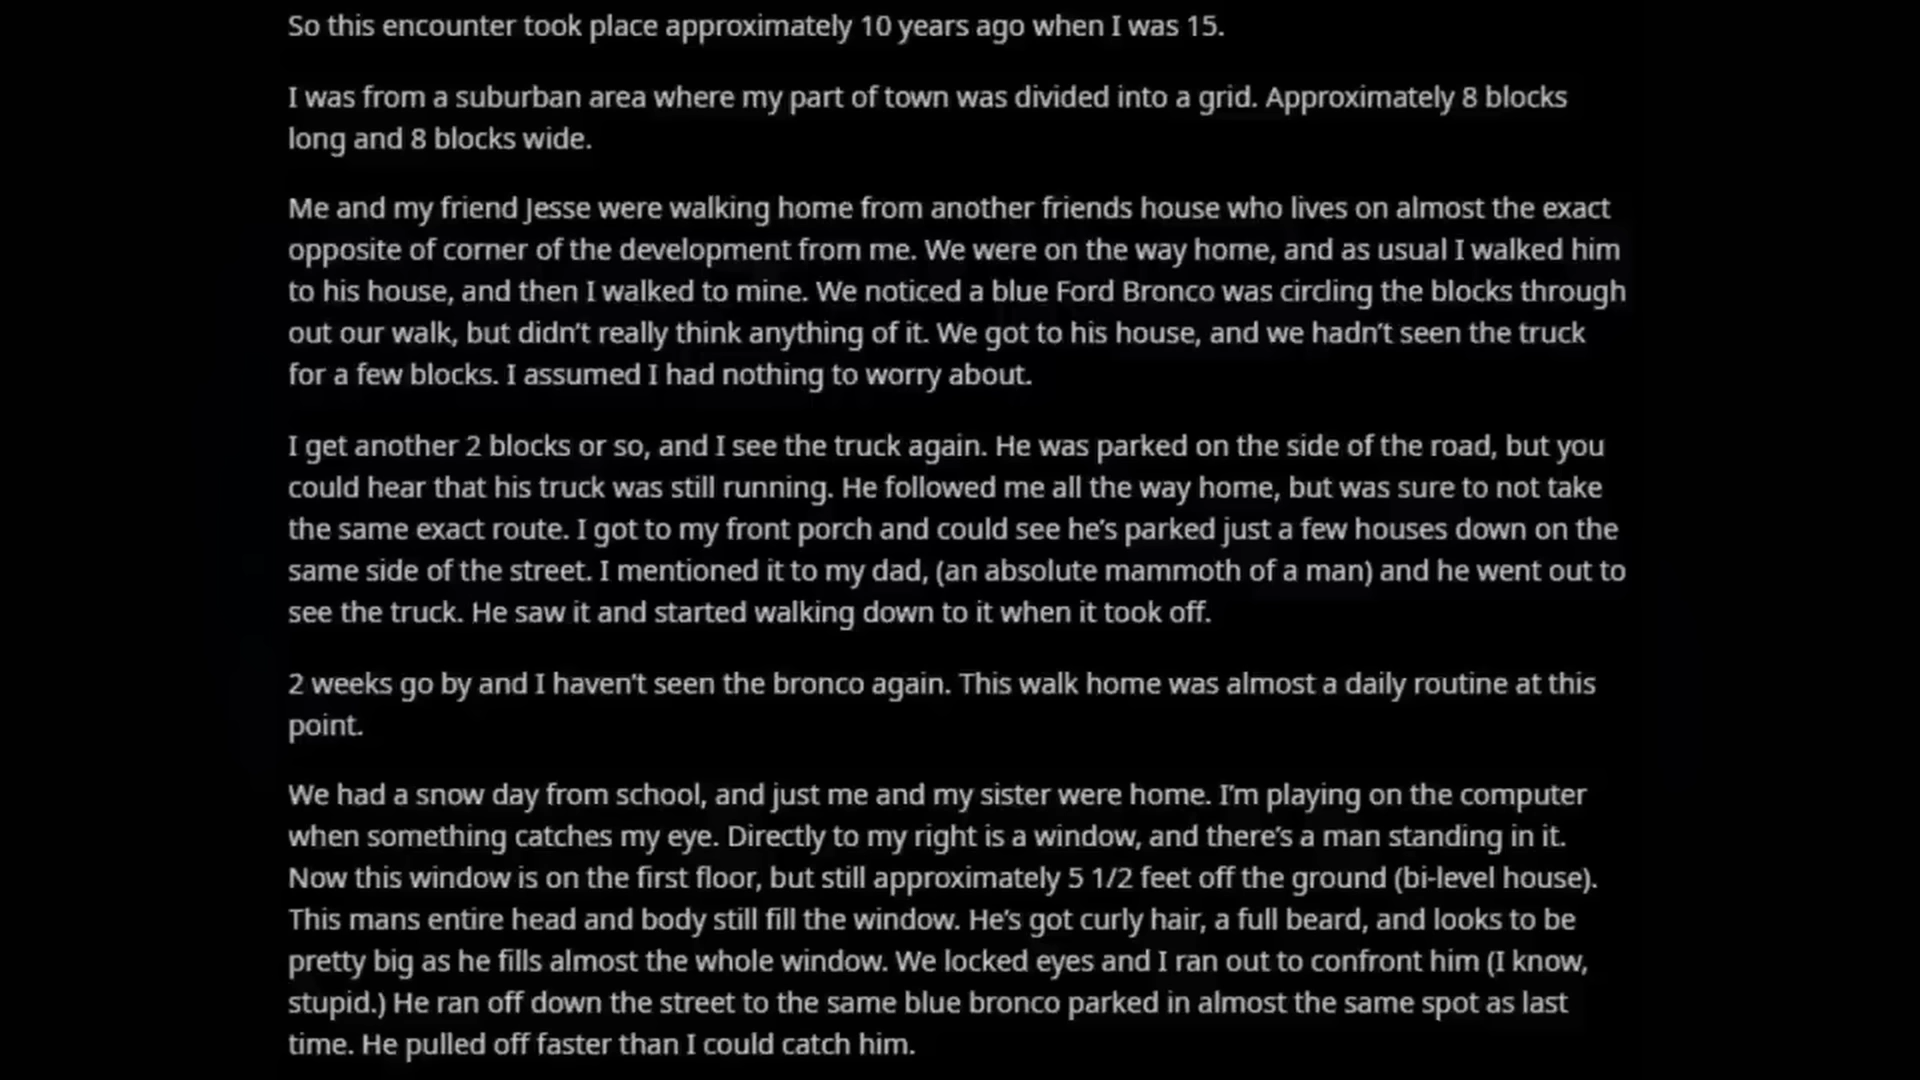 So this encounter took place approximately 10 years ago when I was 15.
I was from a suburban area where my part of town was divided into a grid. Approximately 8 blocks
long and 8 blocks wide.
Me and my friend Jesse were walking home from another friends house who lives on almost the exact
opposite of corner of the development from me. We were on the way home, and as usual I walked him
to his house, and then I walked to mine. We noticed a blue Ford Bronco was circling the blocks through
out our walk, but didn’t really think anything of it. We got to his house, and we hadn’t seen the truck
for a few blocks. I assumed I had nothing to worry about.
I get another 2 blocks or so, and I see the truck again. He was parked on the side of the road, but you
could hear that his truck was still running. He followed me all the way home, but was sure to not take
the same exact route. I got to my front porch and could see he’s parked just a few houses down on the
same side of the street. I mentioned it to my dad, (an absolute mammoth of a man) and he went out to
see the truck. He saw it and started walking down to it when it took off.
2 weeks go by and I haven’t seen the bronco again. This walk home was almost a daily routine at this
point.
We had a snow day from school, and just me and my sister were home. I’m playing on the computer
when something catches my eye. Directly to my right is a window, and there’s a man standing in it.
Now this window is on the first floor, but still approximately 5 1/2 feet off the ground (bi-level house).
This mans entire head and body still fill the window. He’s got curly hair, a full beard, and looks to be
pretty big as he fills almost the whole window. We locked eyes and I ran out to confront him (I know,
stupid.) He ran off down the street to the same blue bronco parked in almost the same spot as last
time. He pulled off faster than I could catch him.